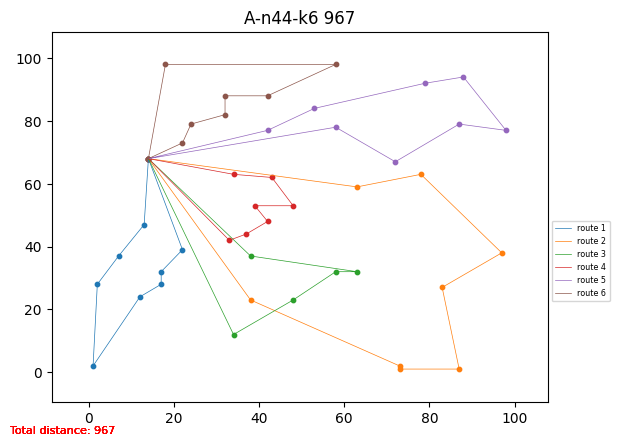 A-n44-k6 967
100
80
60
40
20
0
0 20 40 60 80 100
route 1
route 2
route 3
route 4
route 5
route 6
Total distance: 967